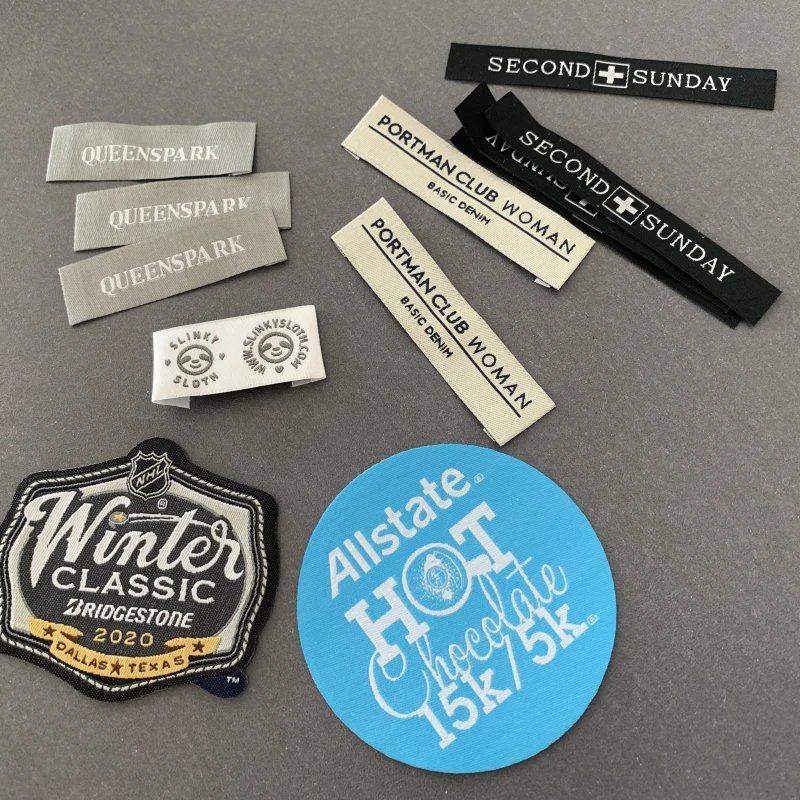 SECOND SUNDAY
SECOND SUNDAY
SUNDAY
QUEENSPARK
QUEENSPARK
QUEENSPARK
PORTMAN CLUB WOMAN
BASIC DENIM
PORTMAN CLUB WOMAN
BASIC DENIM
SLINKY
SLOTH
WWW.SLINKYSLOTH.COM
NHL
Winter®
CLASSIC
BRIDGESTONE
2020
DALLAS★TEXAS★
TM
Allstate®
HOT
Chocolate
15k/5k®